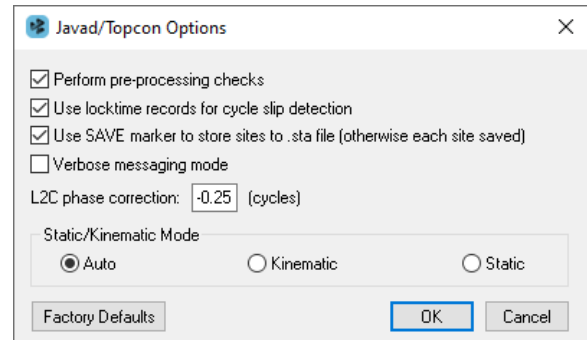 Javad/Topcon Options
Perform pre-processing checks
Use locktime records for cycle slip detection
Use SAVE marker to store sites to .sta file (otherwise each site saved)
Verbose messaging mode
L2C phase correction: -0.25 (cycles)
Static/Kinematic Mode
Auto Kinematic Static
Factory Defaults OK Cancel